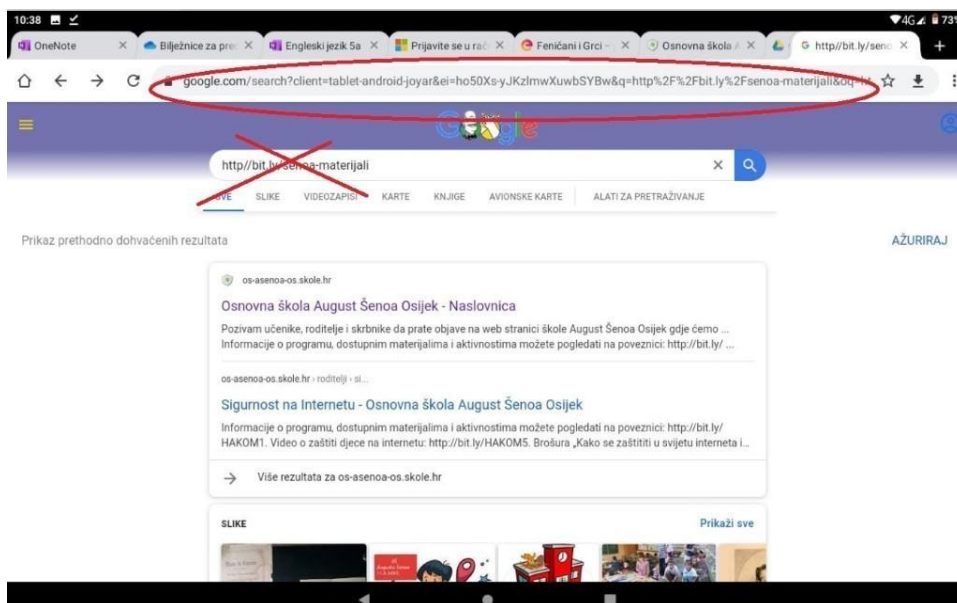 10:38 4G 73%
OneNote Bilježnice za pre Engleski jezik 5a Prijavite se u rač Feničani i Grci – Osnovna škola http//bit.ly/seno
google.com/search?client=tablet-android-joyar&ei=ho50Xs-yJKzlmwXuwbSYBw&q=http%2F%2Fbit.ly%2Fsenoa-materijali&oq=ht
Google
http//bit.ly/senoa-materijali
SVE SLIKE VIDEOZAPISI KARTE KNJIGE AVIONSKE KARTE ALATI ZA PRETRAŽIVANJE
Prikaz prethodno dohvaćenih rezultata AŽURIRAJ
os-asenoa-os.skole.hr
Osnovna škola August Šenoa Osijek - Naslovnica
Pozivam učenike, roditelje i skrbnike da prate objave na web stranici škole August Šenoa Osijek gdje ćemo ...
Informacije o programu, dostupnim materijalima i aktivnostima možete pogledati na poveznici: http://bit.ly/ ...
os-asenoa-os.skole.hr › roditelji › si...
Sigurnost na Internetu - Osnovna škola August Šenoa Osijek
Informacije o programu, dostupnim materijalima i aktivnostima možete pogledati na poveznici: http://bit.ly/
HAKOM1. Video o zaštiti djece na internetu: http://bit.ly/HAKOM5. Brošura „Kako se zaštititi u svijetu interneta i...
Više rezultata za os-asenoa-os.skole.hr
SLIKE Prikaži sve